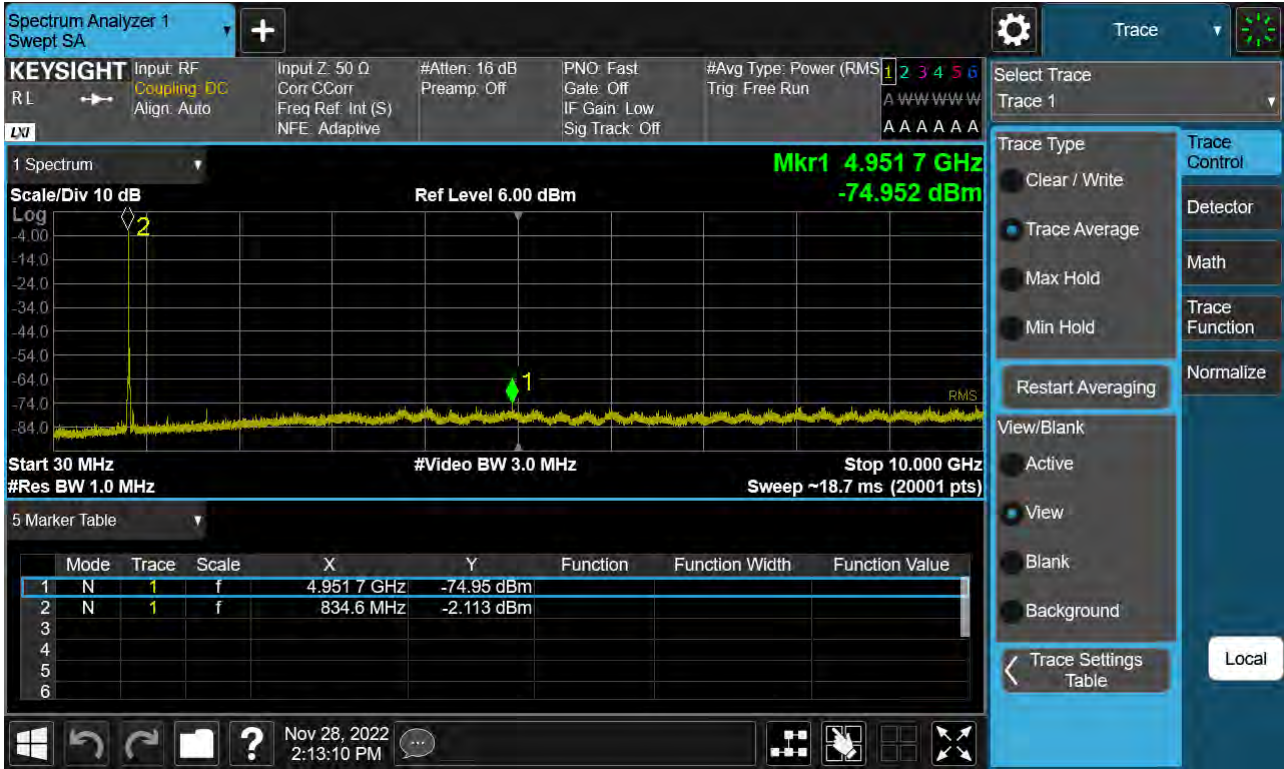 Spectrum Analyzer 1
Swept SA
Trace
KEYSIGHT
R L
LXI
Input: RF
Coupling: DC
Align: Auto
Input Z: 50 Ω
Corr CCorr
Freq Ref: Int (S)
NFE: Adaptive
#Atten: 16 dB
Preamp: Off
PNO: Fast
Gate: Off
IF Gain: Low
Sig Track: Off
#Avg Type: Power (RMS
Trig: Free Run
1 2 3 4 5 6
A W W W W W
A A A A A A
Select Trace
Trace 1
1 Spectrum
Mkr1 4.951 7 GHz
Scale/Div 10 dB
Ref Level 6.00 dBm
-74.952 dBm
Log
2
-4.00
-14.0
-24.0
-34.0
-44.0
-54.0
-64.0
1
-74.0
RMS
-84.0
Start 30 MHz
#Video BW 3.0 MHz
Stop 10.000 GHz
#Res BW 1.0 MHz
Sweep ~18.7 ms (20001 pts)
5 Marker Table
Mode Trace Scale X Y Function Function Width Function Value
1 N 1 f 4.951 7 GHz -74.95 dBm
2 N 1 f 834.6 MHz -2.113 dBm
3
4
5
6
Trace Type
Clear / Write
Trace Average
Max Hold
Min Hold
Restart Averaging
View/Blank
Active
View
Blank
Background
Trace Settings
Table
Trace
Control
Detector
Math
Trace
Function
Normalize
Local
?
Nov 28, 2022
2:13:10 PM